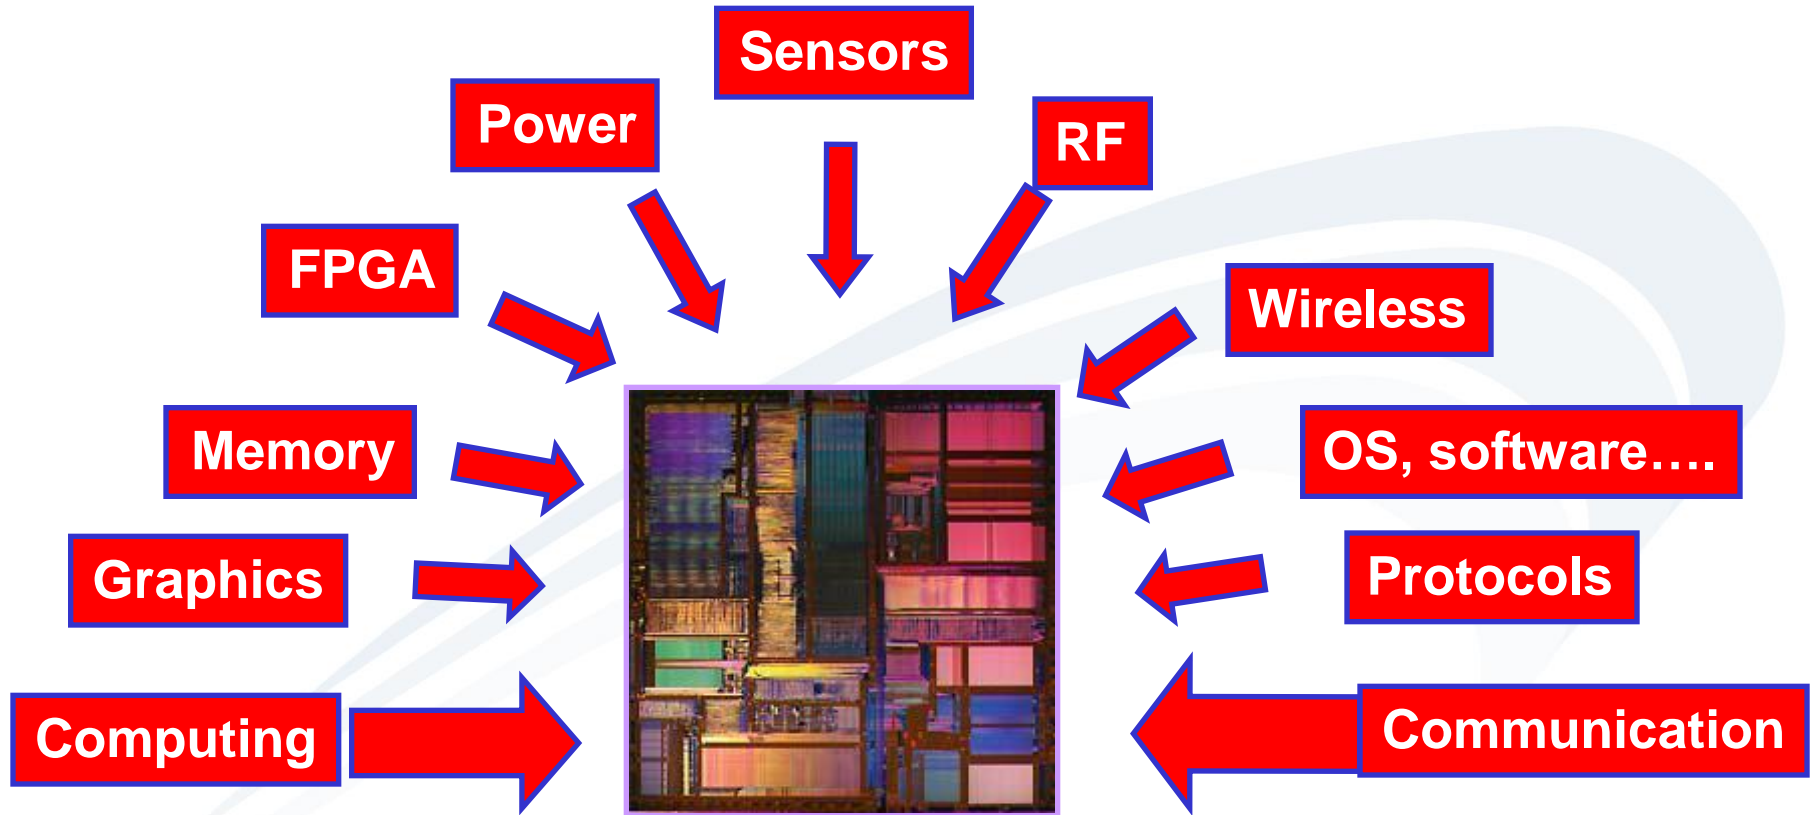 Sensors
Power
RF
FPGA
Wireless
Memory
OS, software….
Graphics
Protocols
Computing
Communication